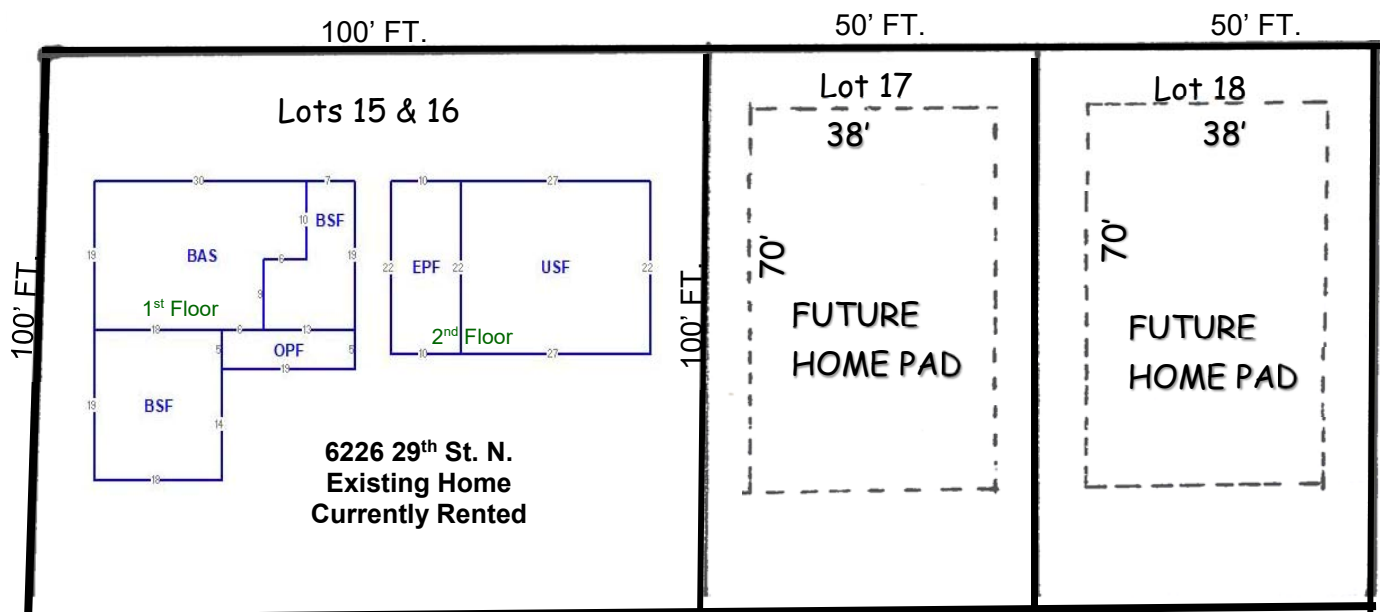 100’ FT.
50’ FT.
50’ FT.
Lots 15 & 16
Lot 17
Lot 18
38'
38'
30
7
10
27
10
BSF
19
BAS
19
6
9
22
EPF
22
USF
22
1st Floor
18
6
13
5
OPF
5
19
2nd Floor
10
27
19
BSF
14
18
100’ FT.
100’ FT.
70'
70'
FUTURE
HOME PAD
FUTURE
HOME PAD
6226 29th St. N.
Existing Home
Currently Rented